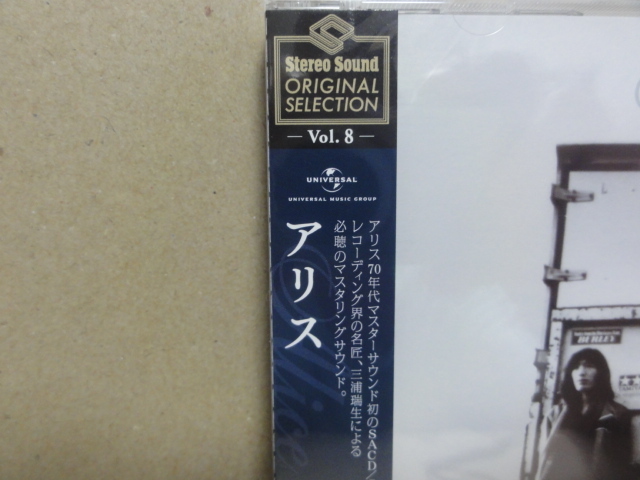 Stereo Sound
ORIGINAL
SELECTION
Vol. 8
UNIVERSAL
UNIVERSAL MUSIC GROUP
アリス
アリス70年代マスターサウンド初のSACD/
レコーディング界の名匠、三浦瑞生による
必聴のマスタリングサウンド。
Alice
BURLEY